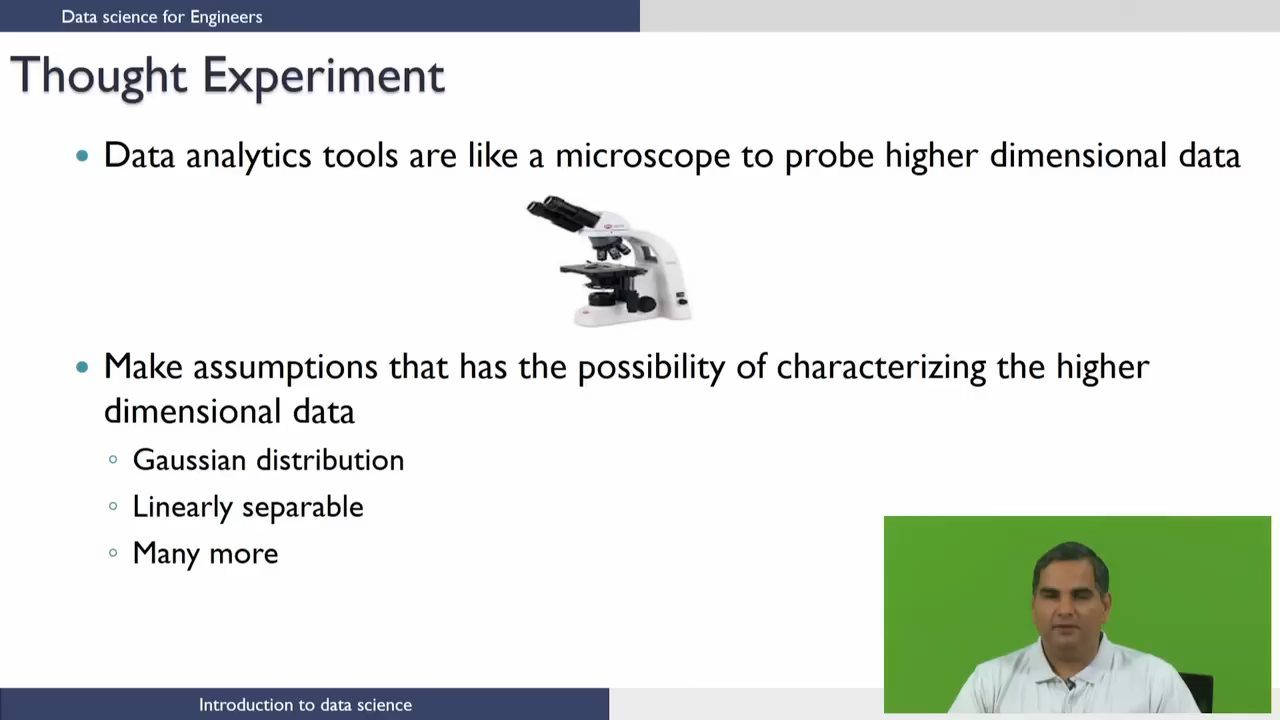 Data science for Engineers
Thought Experiment
• Data analytics tools are like a microscope to probe higher dimensional data
• Make assumptions that has the possibility of characterizing the higher
dimensional data
◦ Gaussian distribution
◦ Linearly separable
◦ Many more
Introduction to data science